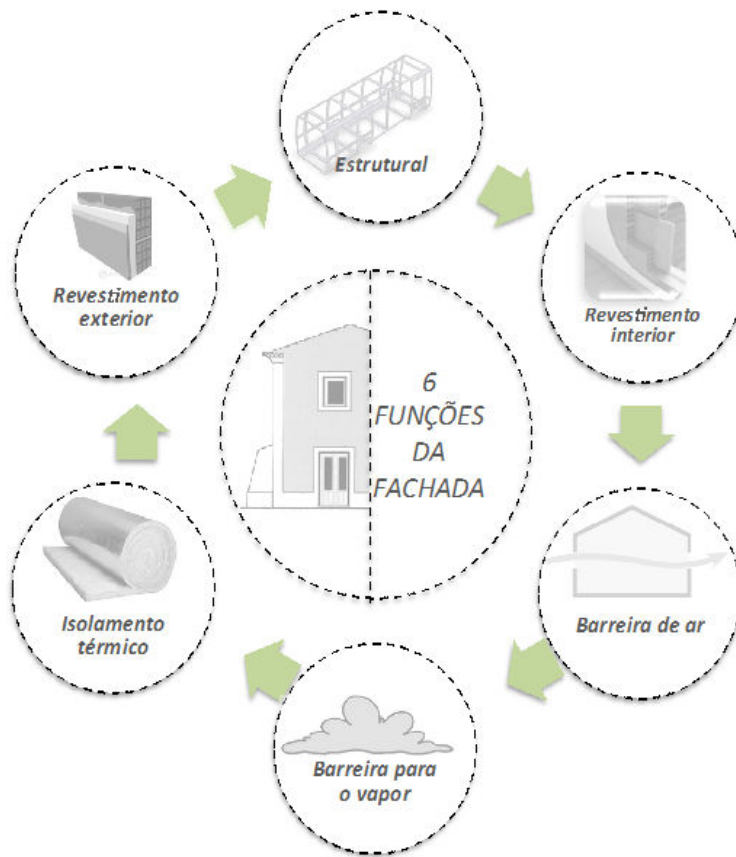 Estrutural
Revestimento
interior
Barreira de ar
Barreira para
o vapor
Isolamento
térmico
Revestimento
exterior
6
FUNÇÕES
DA
FACHADA